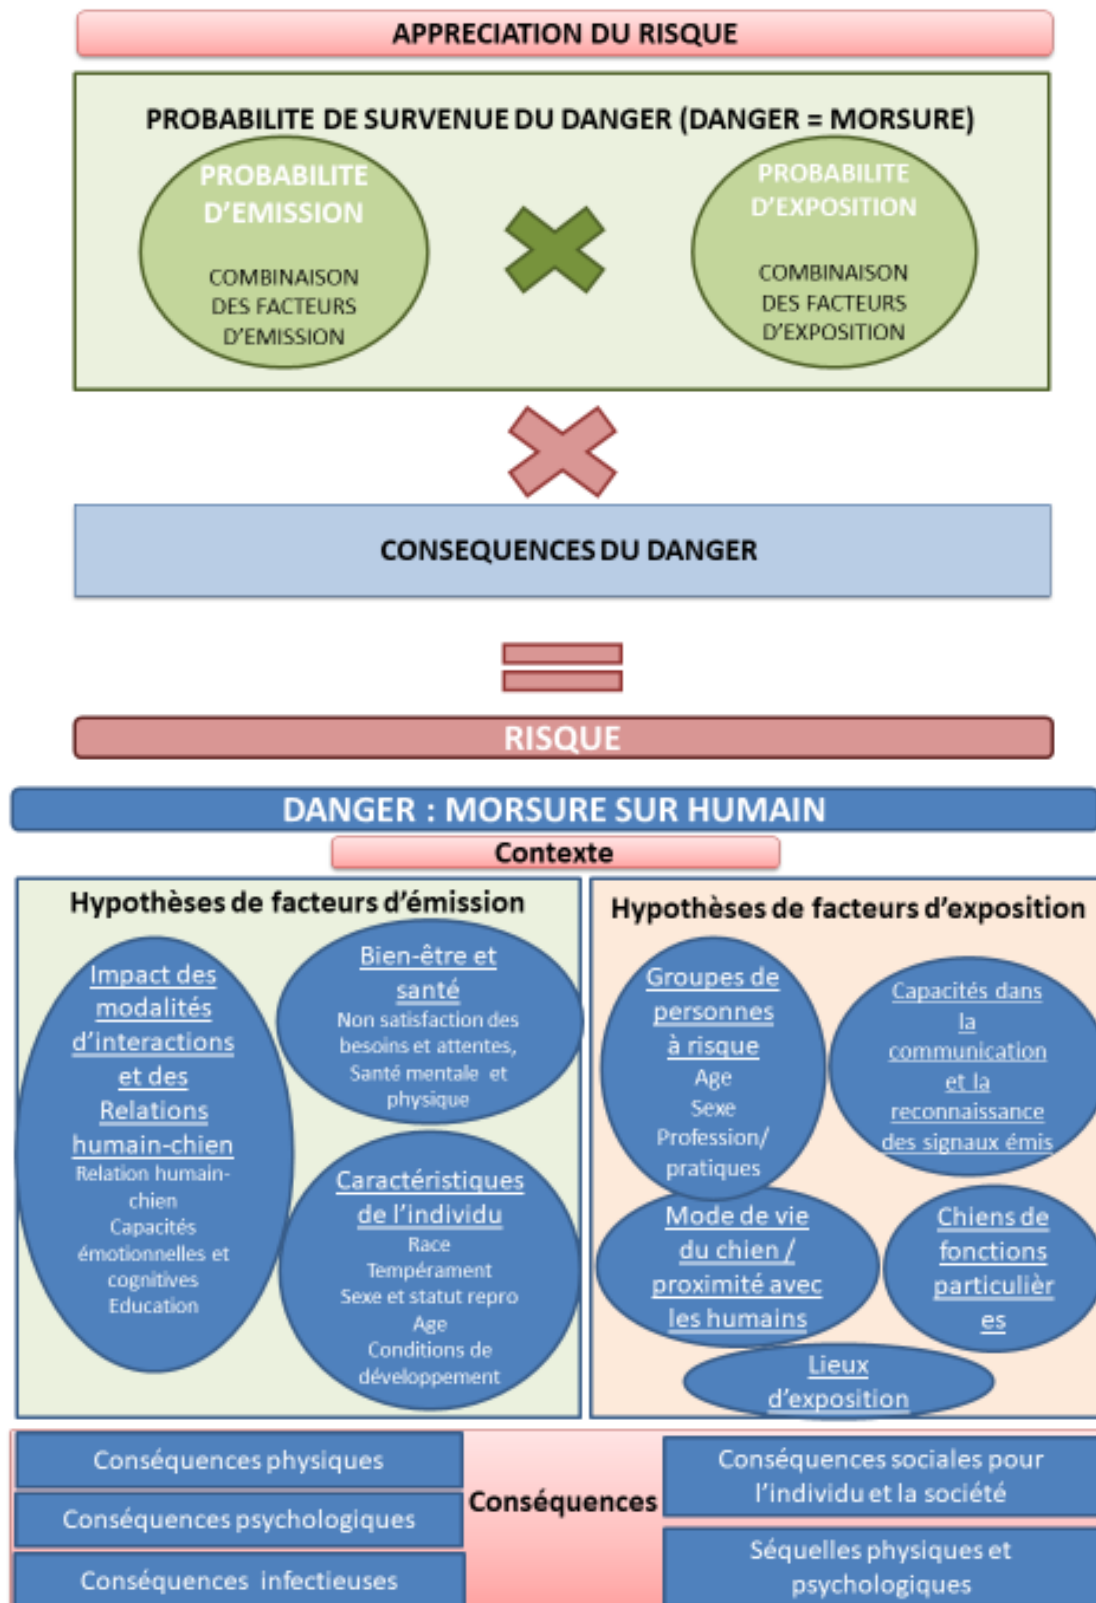 APPRECIATION DU RISQUE
PROBABILITE DE SURVENUE DU DANGER (DANGER = MORSURE)
PROBABILITE
D'EMISSION
COMBINAISON
DES FACTEURS
D'EMISSION
PROBABILITE
D'EXPOSITION
COMBINAISON
DES FACTEURS
D'EXPOSITION
CONSEQUENCES DU DANGER
RISQUE
DANGER : MORSURE SUR HUMAIN
Contexte
Hypothèses de facteurs d'émission
Impact des
modalités
d'interactions
et des
Relations
humain-chien
Relation humain-
chien
Capacités
émotionnelles et
cognitives
Education
Bien-être et
santé
Non satisfaction des
besoins et attentes,
Santé mentale et
physique
Caractéristiques
de l'individu
Race
Tempérament
Sexe et statut repro
Age
Conditions de
développement
Hypothèses de facteurs d'exposition
Groupes de
personnes
à risque
Age
Sexe
Profession/
pratiques
Capacités dans
la
communication
et la
reconnaissance
des signaux émis
Mode de vie
du chien /
proximité avec
les humains
Chiens de
fonctions
particulièr
es
Lieux
d'exposition
Conséquences physiques
Conséquences psychologiques
Conséquences infectieuses
Conséquences
Conséquences sociales pour
l'individu et la société
Séquelles physiques et
psychologiques